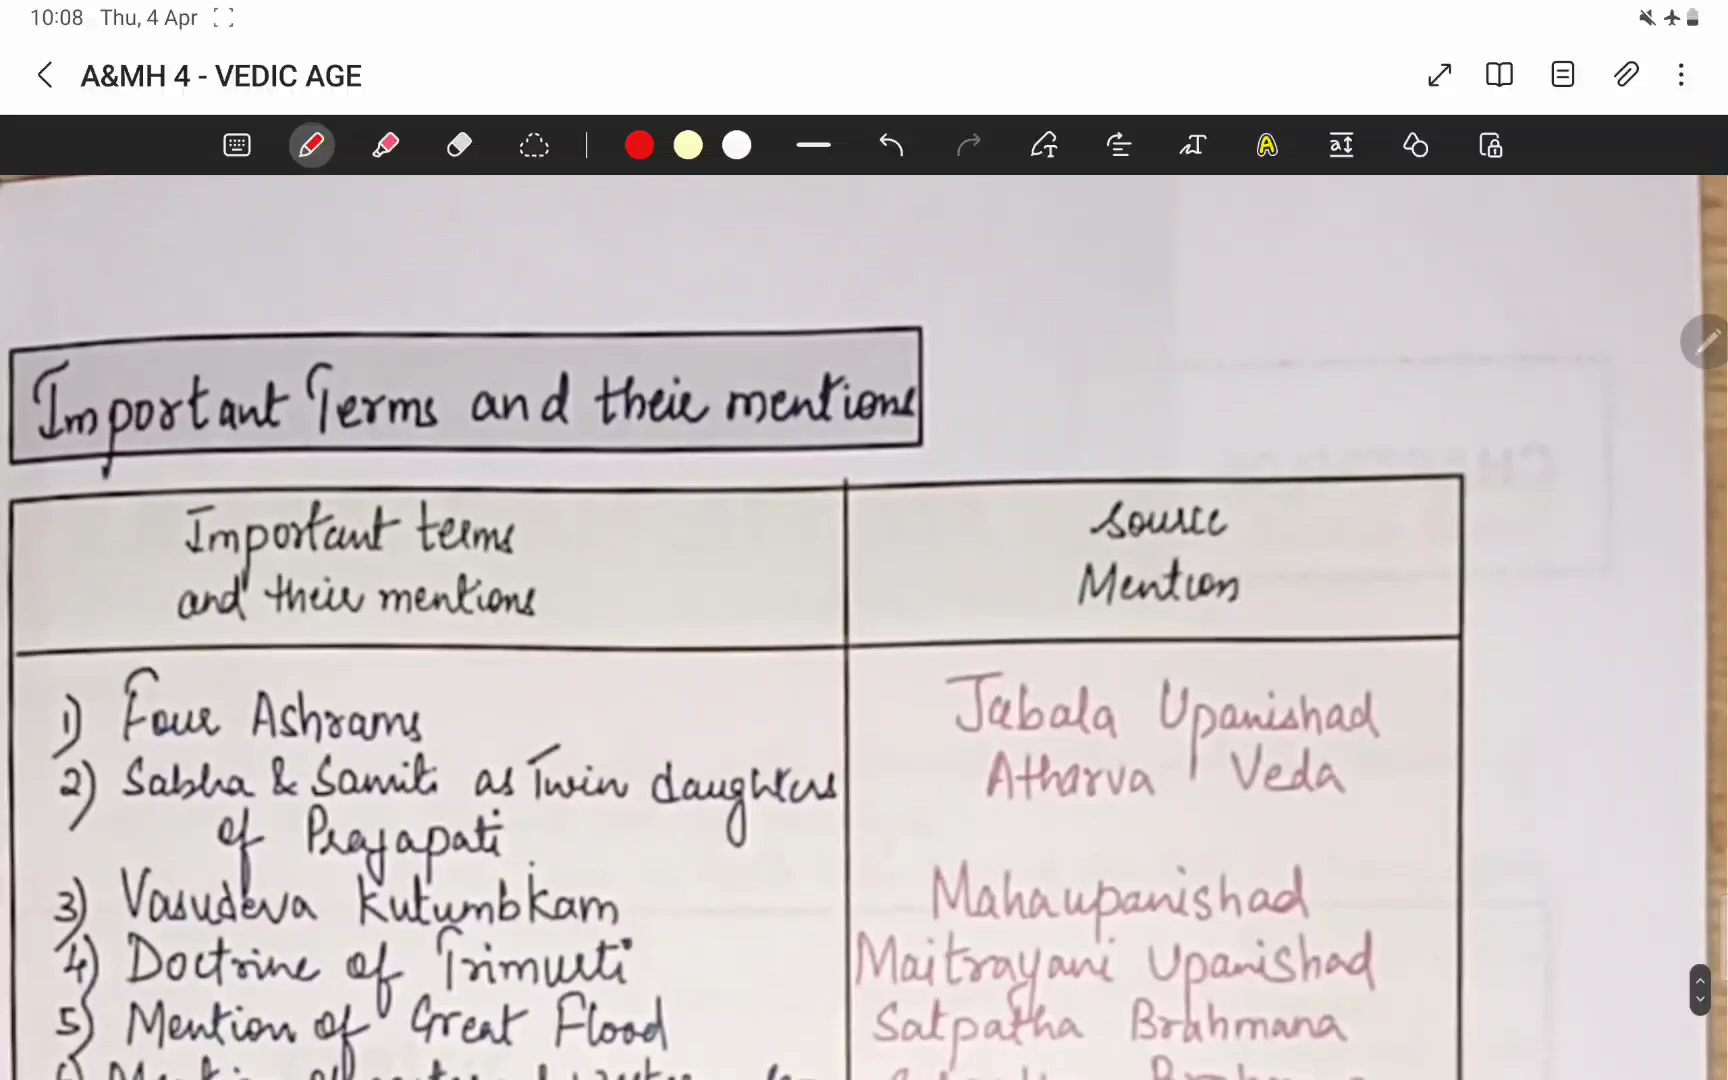 10:08 Thu, 4 Apr
A&MH 4 - VEDIC AGE
Important Terms and their mentions
Important terms
and their mentions
Source
Mention
1) Four Ashrams
Jabala Upanishad
2) Sabha & Samiti as Twin daughters
of Prajapati
Atharva Veda
3) Vasudeva Kutumbkam
Mahaupanishad
4) Doctrine of Trimurti
Maitrayani Upanishad
5) Mention of Great Flood
Satpatha Brahmana